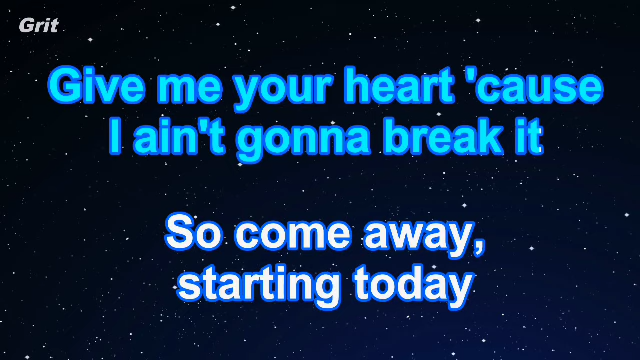 Grit
Give me your heart 'cause
I ain't gonna break it
So come away,
starting today